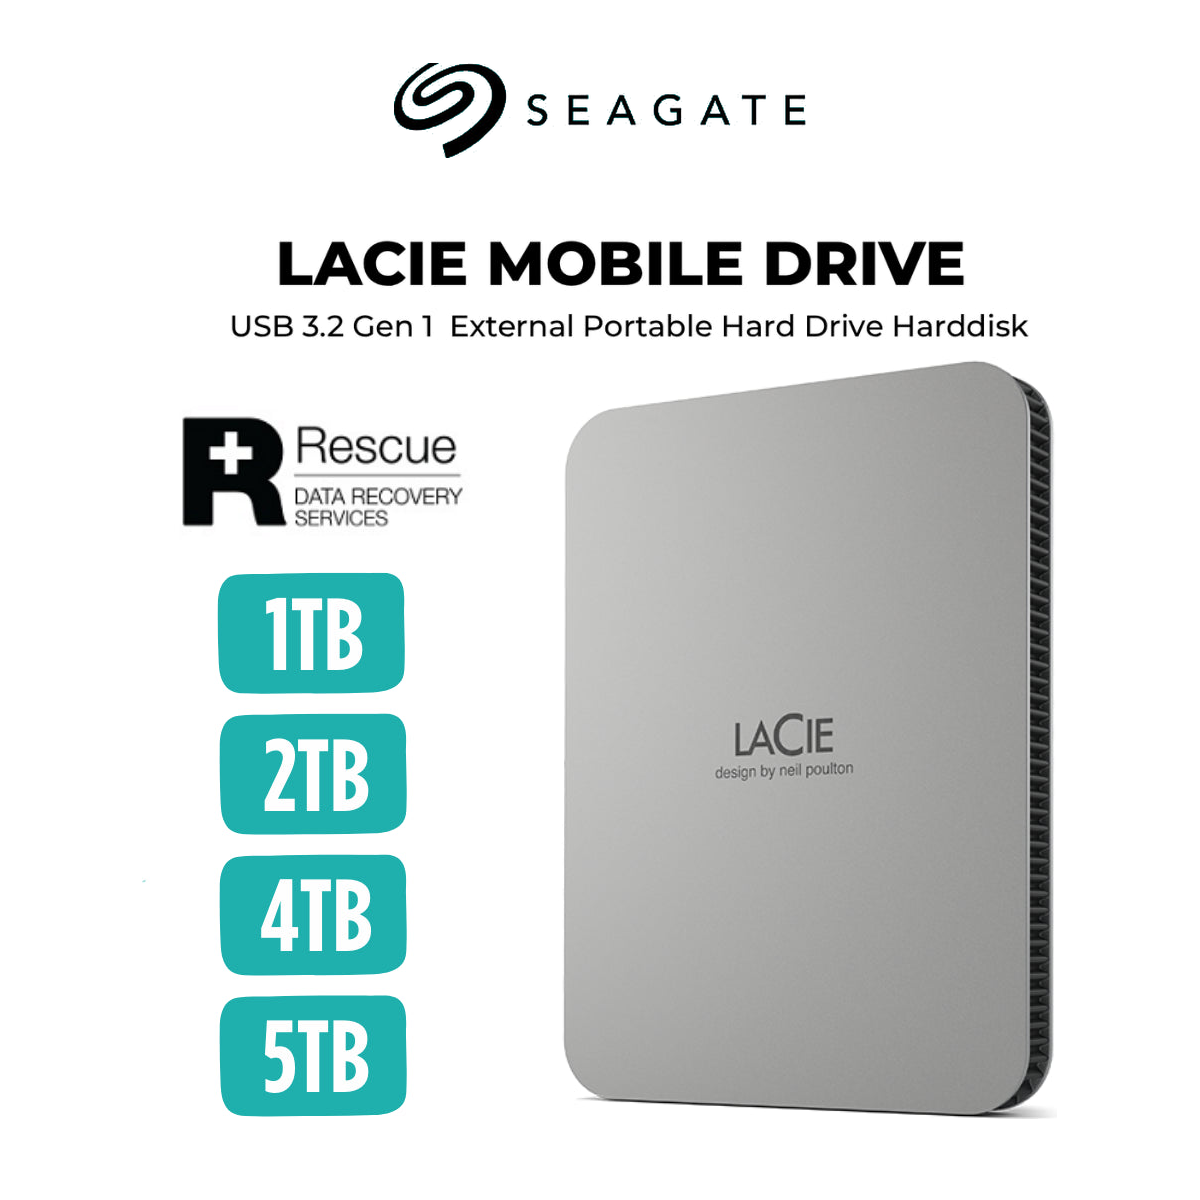 SEAGATE
LACIE MOBILE DRIVE
USB 3.2 Gen 1 External Portable Hard Drive Harddisk
R Rescue
DATA RECOVERY
SERVICES
1TB
2TB
4TB
5TB
LACIE
design by neil poulton